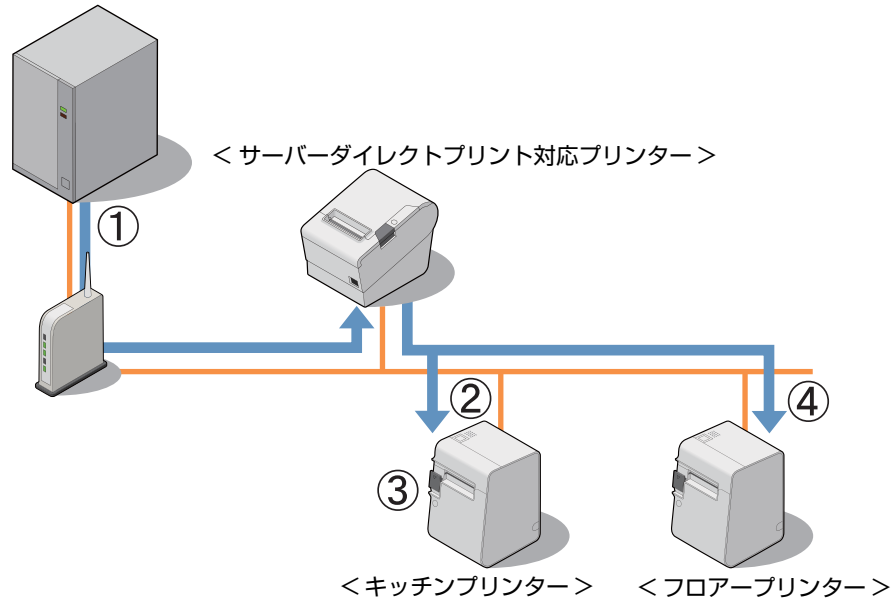 ＜サーバーダイレクトプリント対応プリンター＞
①
②
④
③
＜キッチンプリンター＞
＜フロアープリンター＞